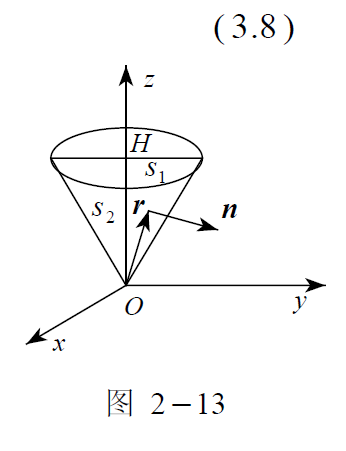 (3.8)
z
H
s₁
s₂
r
n
O
y
x
图 2-13